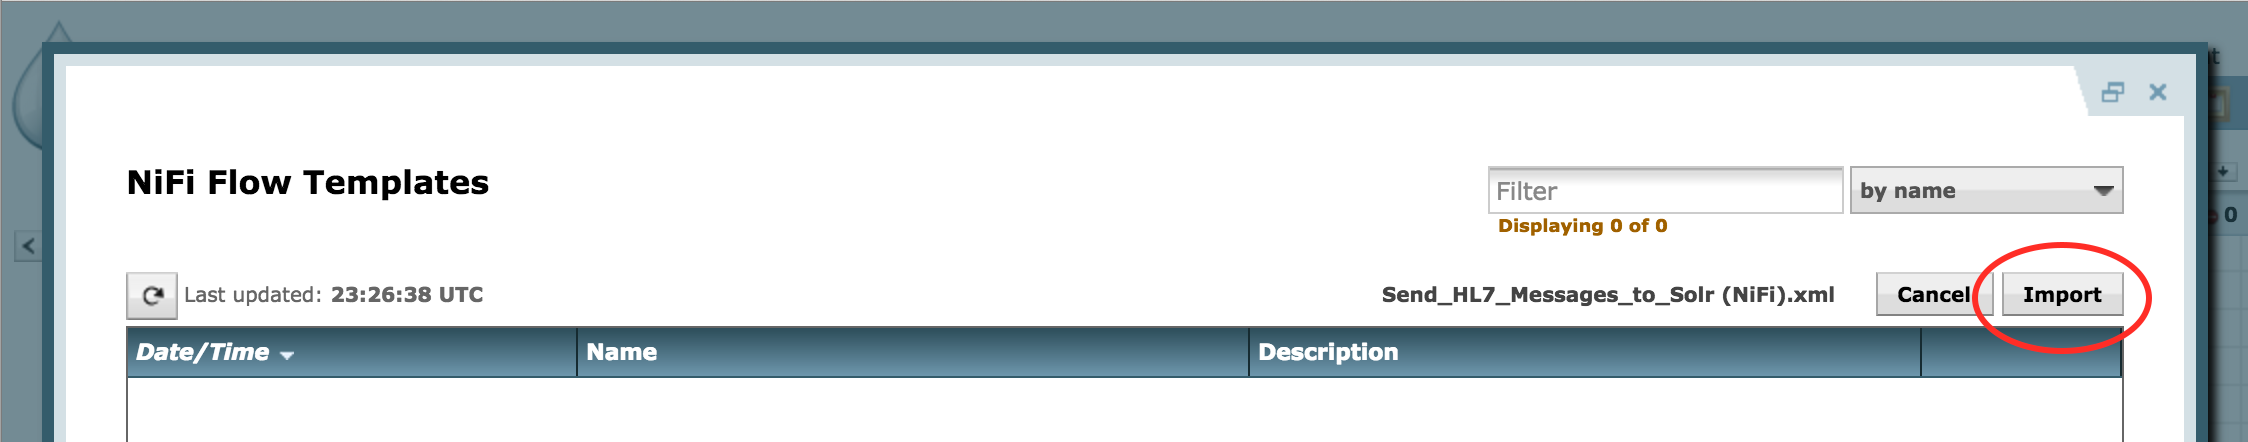 NiFi Flow Templates
Filter
by name
Displaying 0 of 0
0
Last updated: 23:26:38 UTC
Send_HL7_Messages_to_Solr (NiFi).xml
Cancel
Import
Date/Time
Name
Description